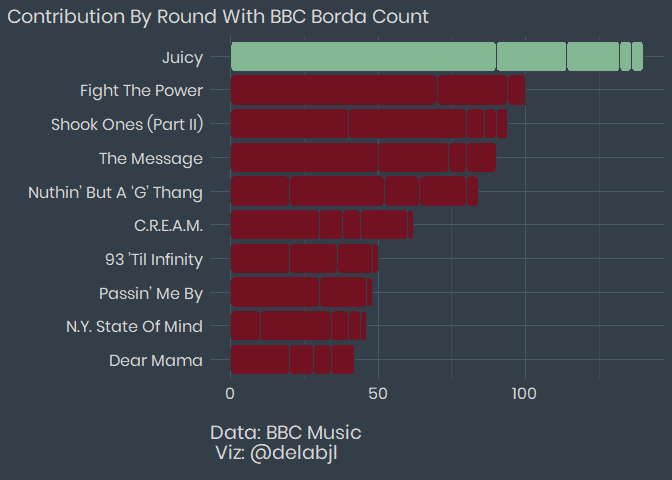 Contribution By Round With BBC Borda Count
Juicy
Fight The Power
Shook Ones (Part II)
The Message
Nuthin’ But A ‘G’ Thang
C.R.E.A.M.
93 ’Til Infinity
Passin’ Me By
N.Y. State Of Mind
Dear Mama
0 50 100
Data: BBC Music
Viz: @delabjl